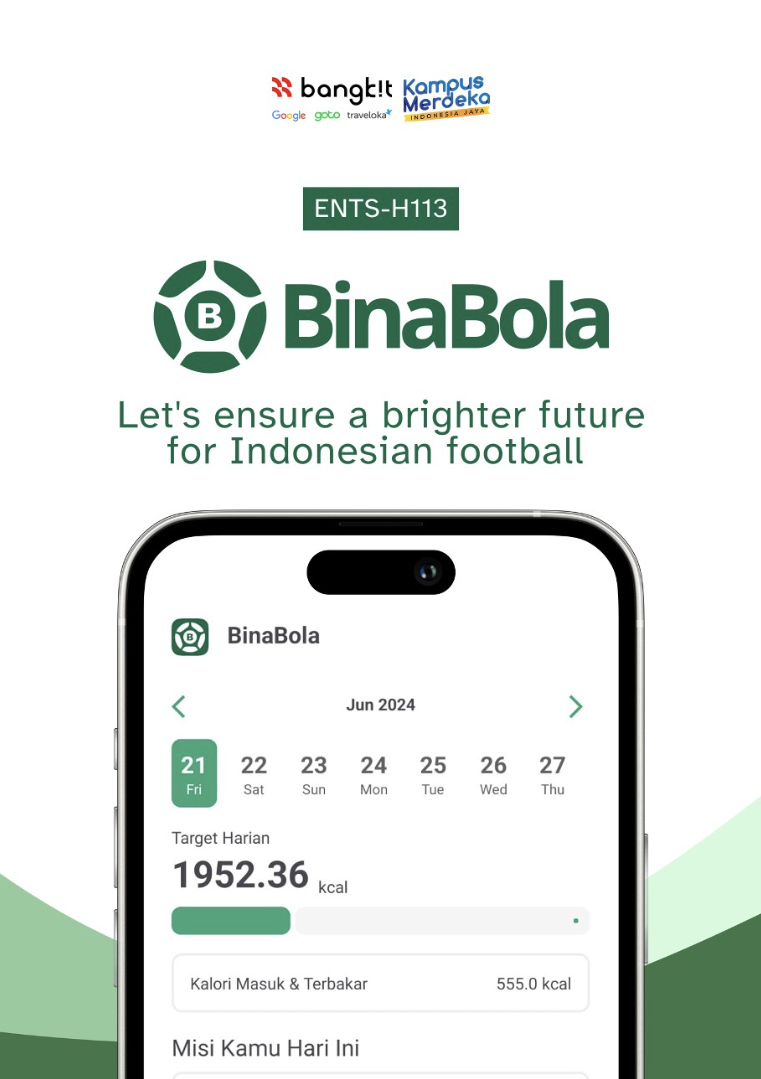 bangk!t
Kampus
Merdeka
INDONESIA JAYA
Google goto traveloka
ENTS-H113
B BinaBola
Let's ensure a brighter future
for Indonesian football
B BinaBola
Jun 2024
21 22 23 24 25 26 27
Fri Sat Sun Mon Tue Wed Thu
Target Harian
1952.36 kcal
Kalori Masuk & Terbakar 555.0 kcal
Misi Kamu Hari Ini